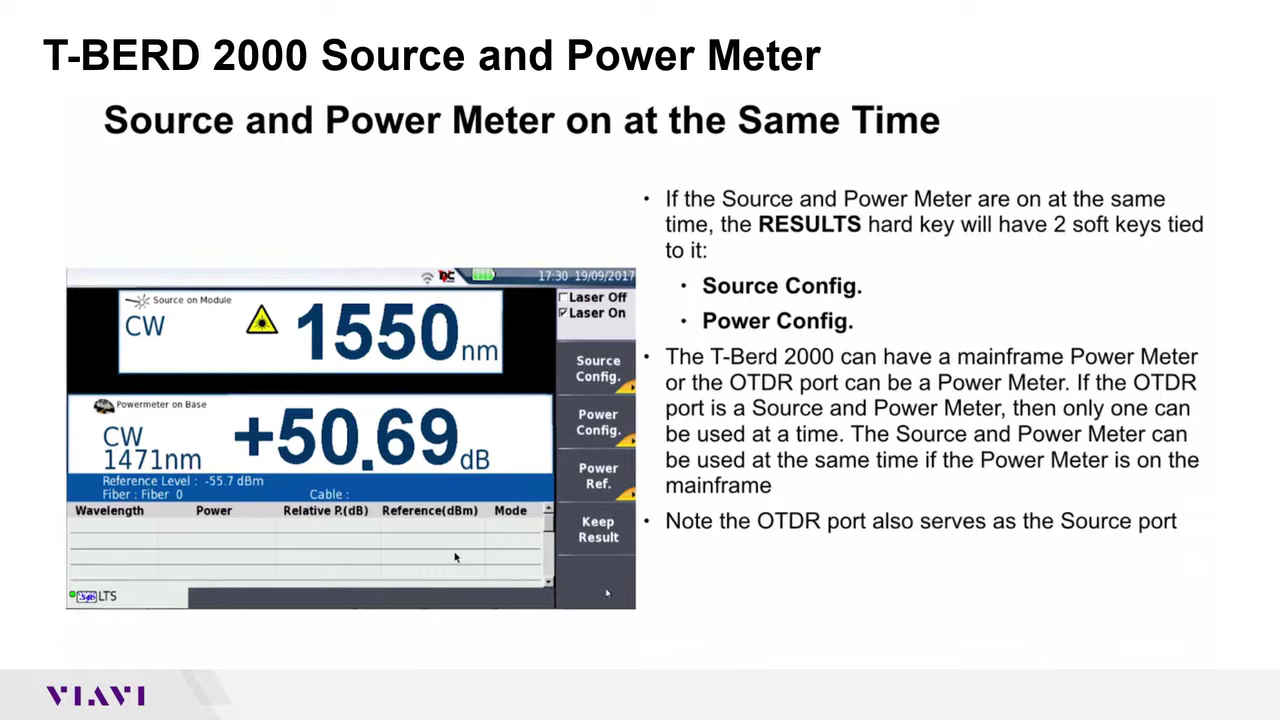 T-BERD 2000 Source and Power Meter
Source and Power Meter on at the Same Time
• If the Source and Power Meter are on at the same
time, the RESULTS hard key will have 2 soft keys tied
to it:
• Source Config.
• Power Config.
• The T-Berd 2000 can have a mainframe Power Meter
or the OTDR port can be a Power Meter. If the OTDR
port is a Source and Power Meter, then only one can
be used at a time. The Source and Power Meter can
be used at the same time if the Power Meter is on the
mainframe
• Note the OTDR port also serves as the Source port
17:30 19/09/2017
Source on Module
CW
1550 nm
Laser Off
Laser On
Source
Config.
Power
Config.
Power
Ref.
Keep
Result
Powermeter on Base
CW
1471nm
+50.69 dB
Reference Level : -55.7 dBm
Fiber : Fiber 0 Cable :
Wavelength Power Relative P.(dB) Reference(dBm) Mode
LTS
VIAVI